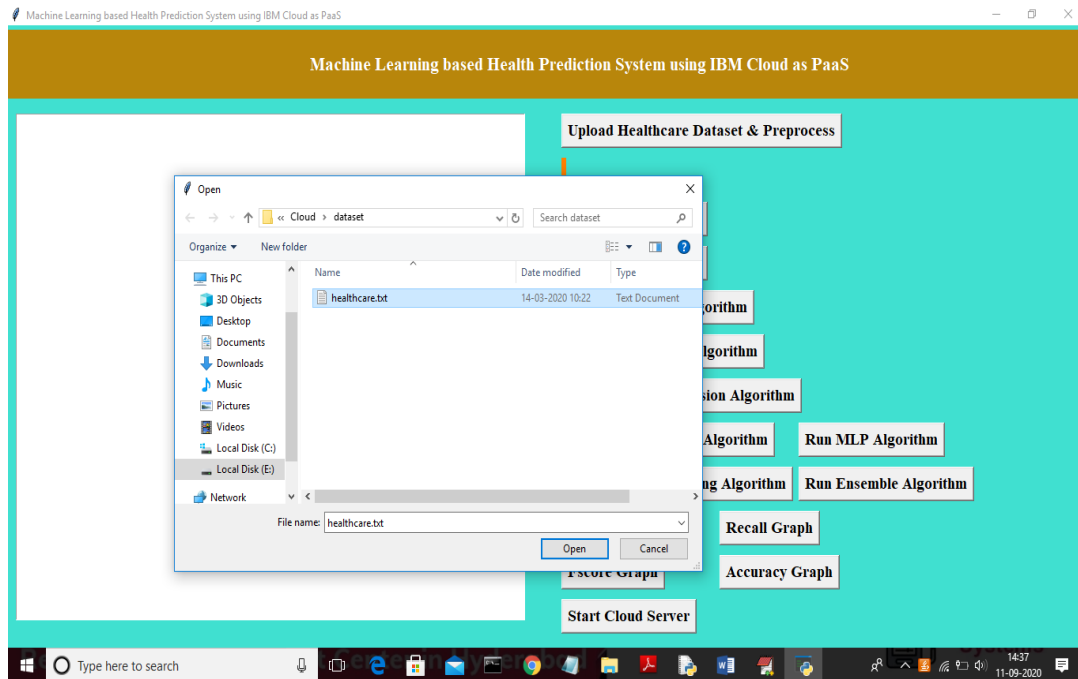 Machine Learning based Health Prediction System using IBM Cloud as PaaS
Machine Learning based Health Prediction System using IBM Cloud as PaaS
Upload Healthcare Dataset & Preprocess
Open
« Cloud › dataset
Search dataset
Organize
New folder
This PC
3D Objects
Desktop
Documents
Downloads
Music
Pictures
Videos
Local Disk (C:)
Local Disk (E:)
Network
Name
Date modified
Type
healthcare.txt
14-03-2020 10:22
Text Document
File name:
healthcare.txt
Open
Cancel
Algorithm
Run MLP Algorithm
Algorithm
Run Ensemble Algorithm
Algorithm
Recall Graph
Fscore Graph
Accuracy Graph
Start Cloud Server
Type here to search
14:37
11-09-2020